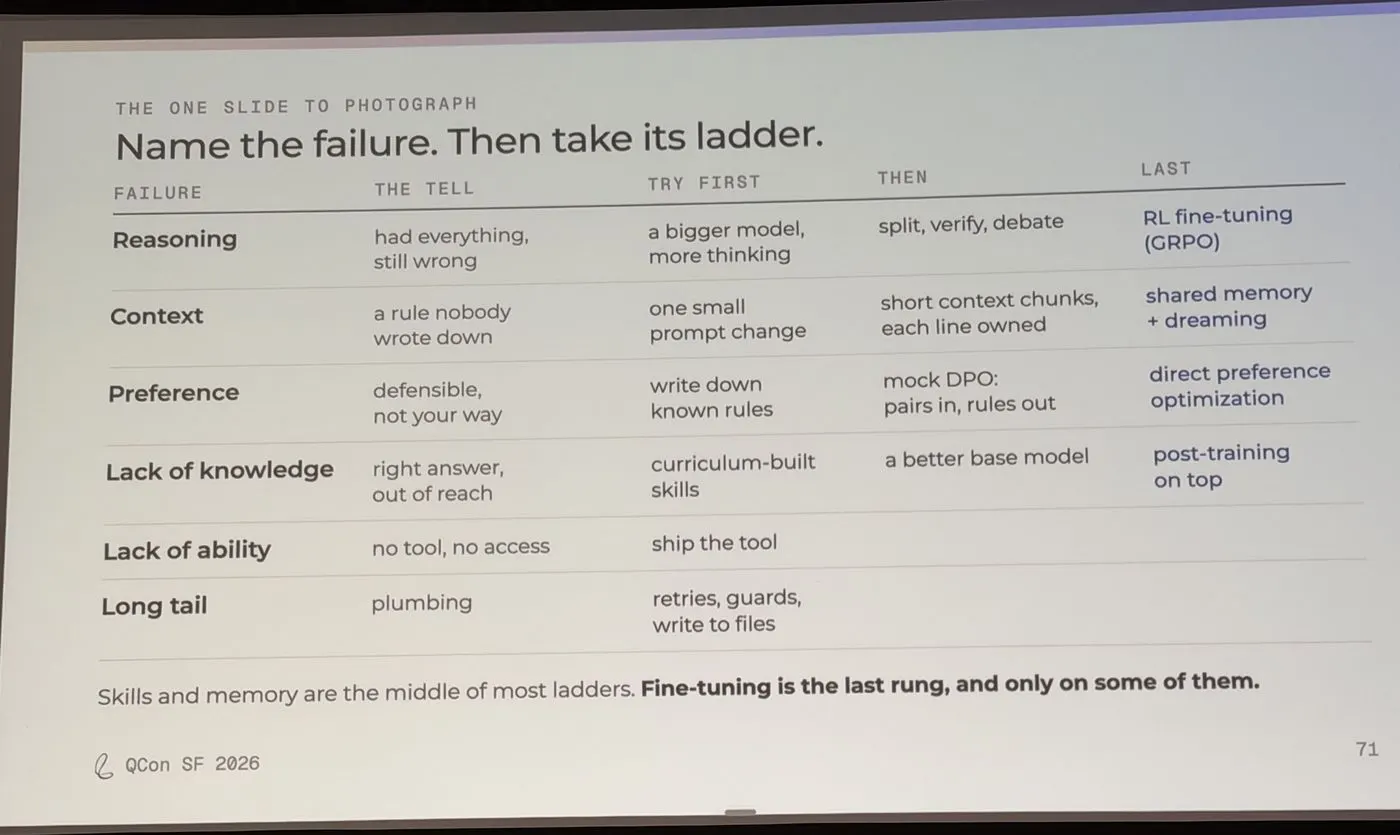 THE ONE SLIDE TO PHOTOGRAPH
Name the failure. Then take its ladder.
FAILURE THE TELL TRY FIRST THEN LAST
Reasoning had everything, a bigger model, split, verify, debate RL fine-tuning
still wrong more thinking (GRPO)
Context a rule nobody one small short context chunks, shared memory
wrote down prompt change each line owned + dreaming
Preference defensible, write down mock DPO: direct preference
not your way known rules pairs in, rules out optimization
Lack of knowledge right answer, curriculum-built a better base model post-training
out of reach skills on top
Lack of ability no tool, no access ship the tool
Long tail plumbing retries, guards,
write to files
Skills and memory are the middle of most ladders. Fine-tuning is the last rung, and only on some of them.
QCon SF 2026
71